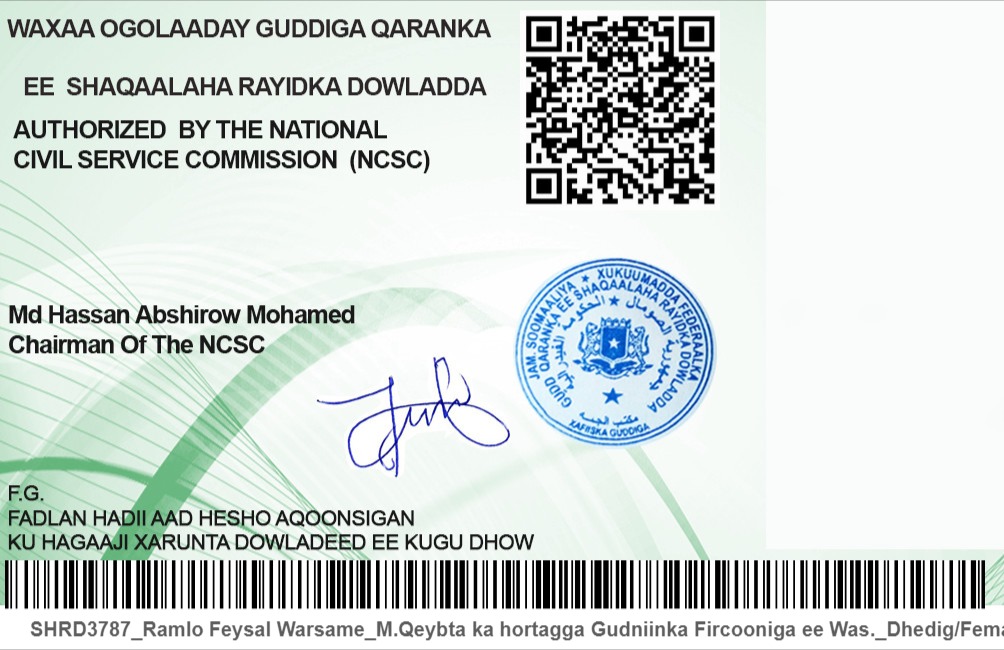 WAXAA OGOLAADAY GUDDIGA QARANKA
EE SHAQAALAHA RAYIDKA DOWLADDA
AUTHORIZED BY THE NATIONAL
CIVIL SERVICE COMMISSION (NCSC)
Md Hassan Abshirow Mohamed
Chairman Of The NCSC
JAM. SOOMAALIYA ★ XUKUUMADDA FEDERAALKA
GUDD QARANKA EE SHAQAALAHA RAYIDKA DOWLADDA
مكتب الجمسه
XAFIISKA GUDDIGA
F.G.
FADLAN HADII AAD HESHO AQOONSIGAN
KU HAGAAJI XARUNTA DOWLADEED EE KUGU DHOW
SHRD3787_Ramlo Feysal Warsame_M.Qeybta ka hortagga Gudniinka Fircooniga ee Was._Dhedig/Fema